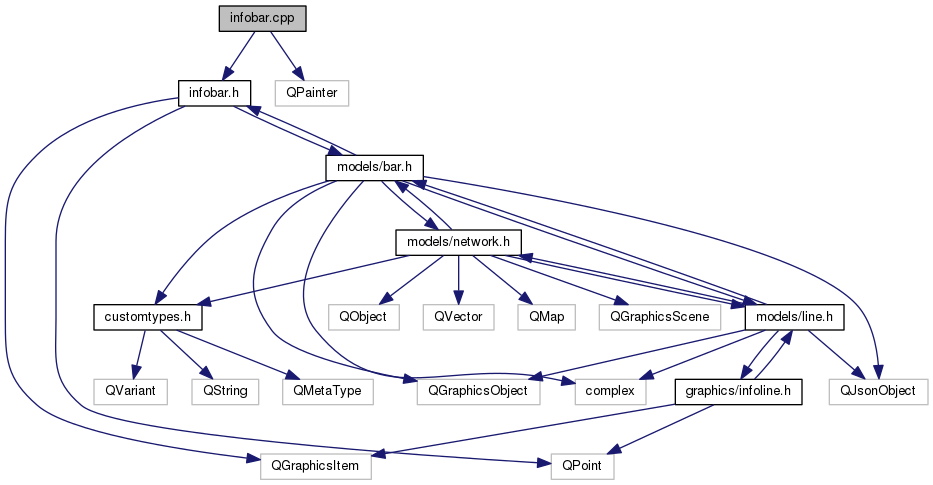 infobar.cpp
infobar.h
QPainter
models/bar.h
models/network.h
customtypes.h
QObject
QVector
QMap
QGraphicsScene
models/line.h
QVariant
QString
QMetaType
QGraphicsObject
complex
graphics/infoline.h
QJsonObject
QGraphicsItem
QPoint